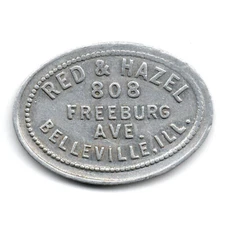 RED & HAZEL
808
FREEBURG
AVE.
BELLEVILLE, ILL.